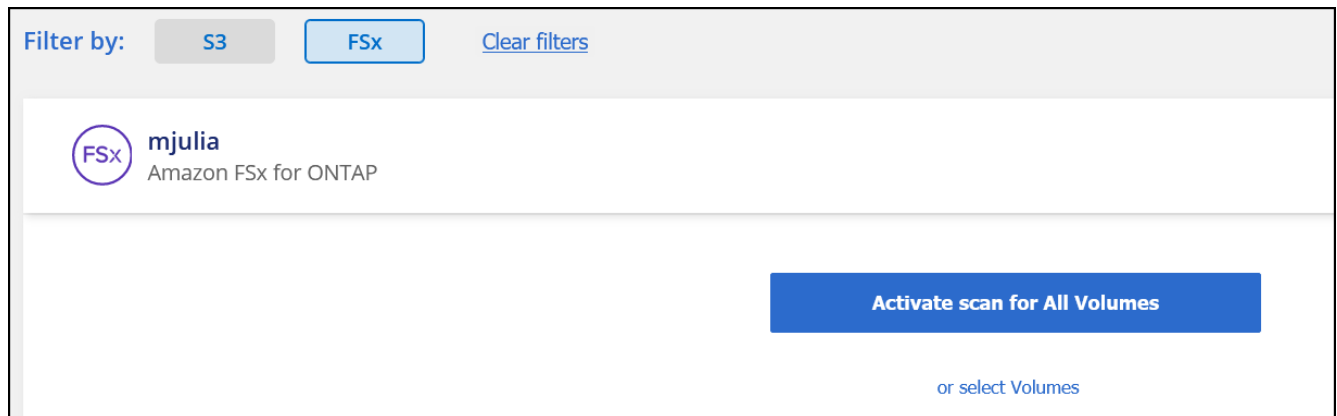 Filter by: S3 FSx Clear filters
FSx mjulia
Amazon FSx for ONTAP
Activate scan for All Volumes
or select Volumes